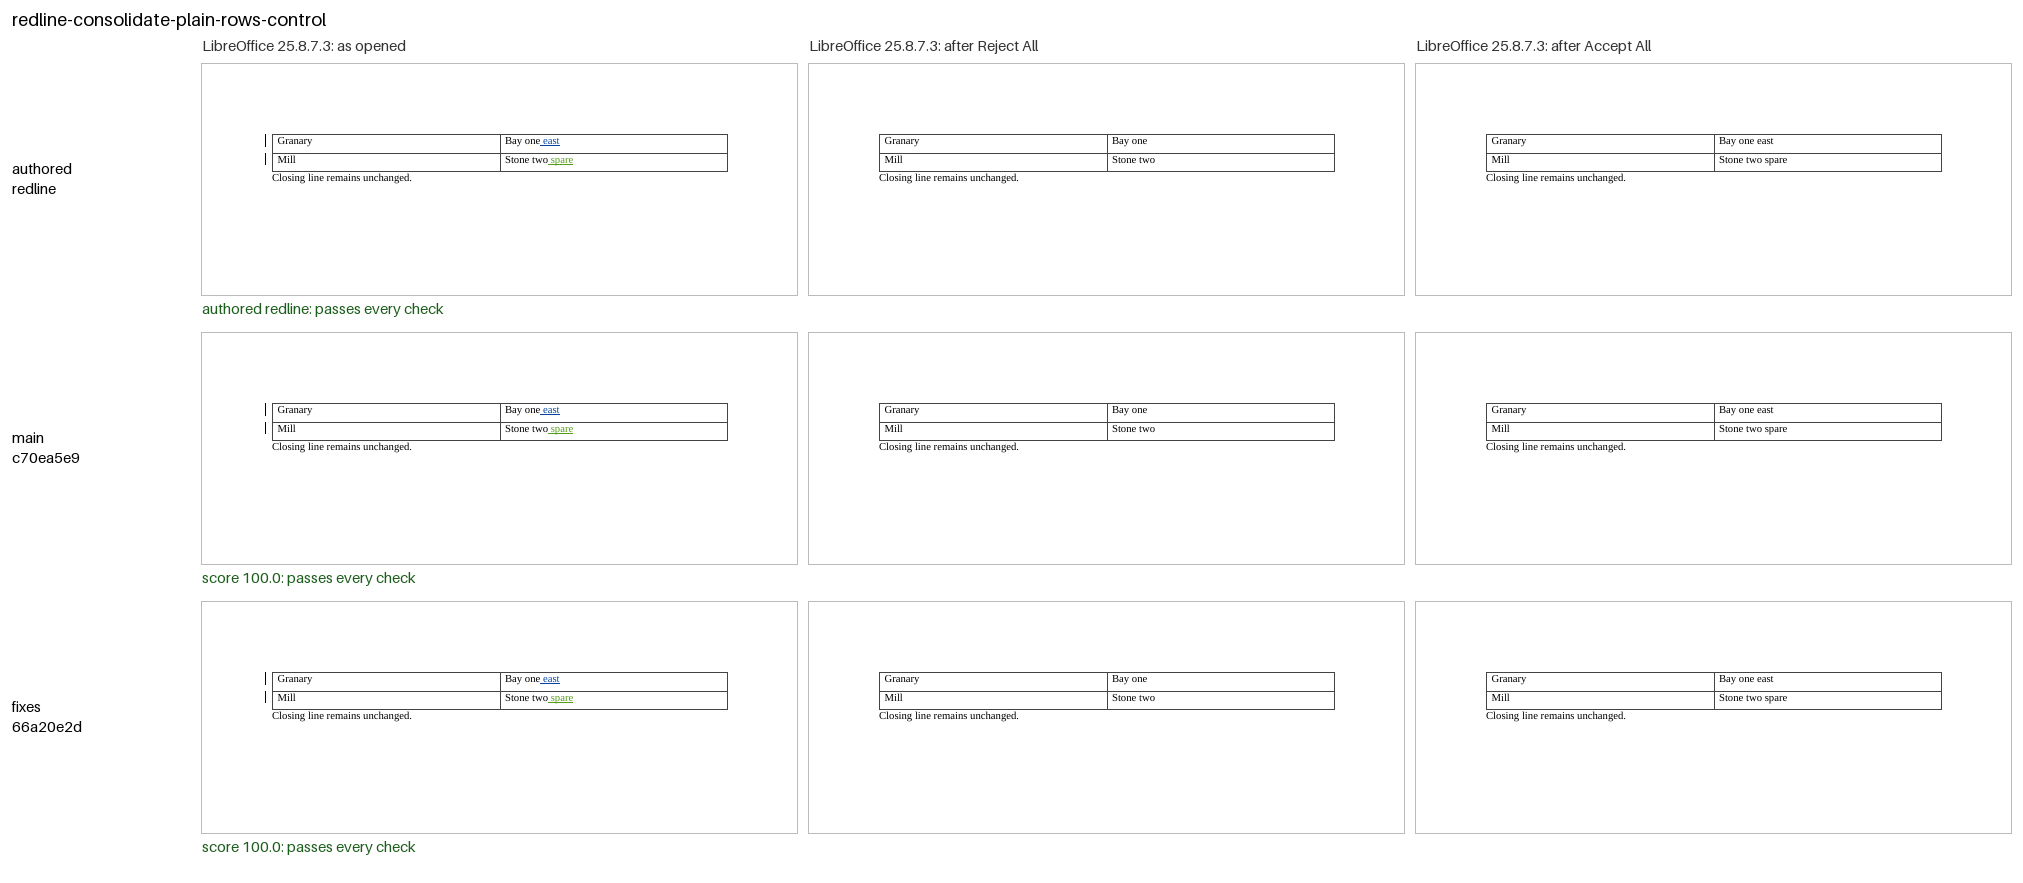 redline-consolidate-plain-rows-control
LibreOffice 25.8.7.3: as opened
LibreOffice 25.8.7.3: after Reject All
LibreOffice 25.8.7.3: after Accept All
authored
redline
Granary
Bay one east
Mill
Stone two spare
Closing line remains unchanged.
Granary
Bay one
Mill
Stone two
Closing line remains unchanged.
Granary
Bay one east
Mill
Stone two spare
Closing line remains unchanged.
authored redline: passes every check
main
c70ea5e9
Granary
Bay one east
Mill
Stone two spare
Closing line remains unchanged.
Granary
Bay one
Mill
Stone two
Closing line remains unchanged.
Granary
Bay one east
Mill
Stone two spare
Closing line remains unchanged.
score 100.0: passes every check
fixes
66a20e2d
Granary
Bay one east
Mill
Stone two spare
Closing line remains unchanged.
Granary
Bay one
Mill
Stone two
Closing line remains unchanged.
Granary
Bay one east
Mill
Stone two spare
Closing line remains unchanged.
score 100.0: passes every check